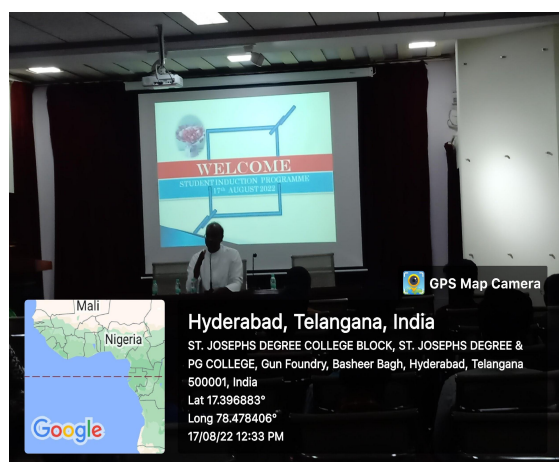 WELCOME
STUDENT INDUCTION PROGRAMME
17th AUGUST 2022
GPS Map Camera
Mali
Nigeria
Google
Hyderabad, Telangana, India
ST. JOSEPHS DEGREE COLLEGE BLOCK, ST. JOSEPHS DEGREE &
PG COLLEGE, Gun Foundry, Basheer Bagh, Hyderabad, Telangana
500001, India
Lat 17.396883°
Long 78.478406°
17/08/22 12:33 PM